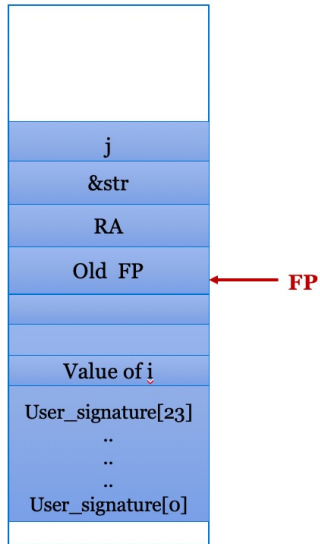 j
&str
RA
Old FP
FP
Value of i
User_signature[23]
..
..
..
User_signature[0]